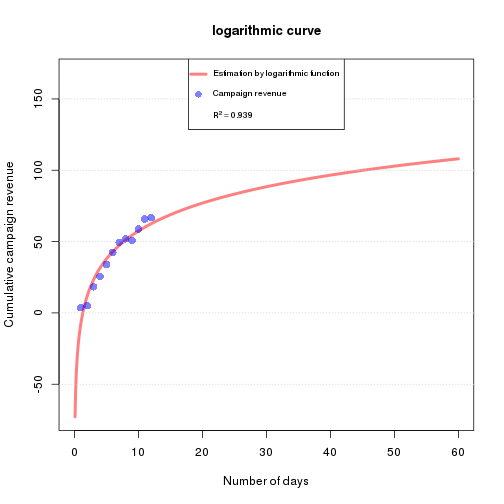 logarithmic curve
Estimation by logarithmic function
Campaign revenue
R² = 0.939
Cumulative campaign revenue
150
100
50
0
-50
0 10 20 30 40 50 60
Number of days